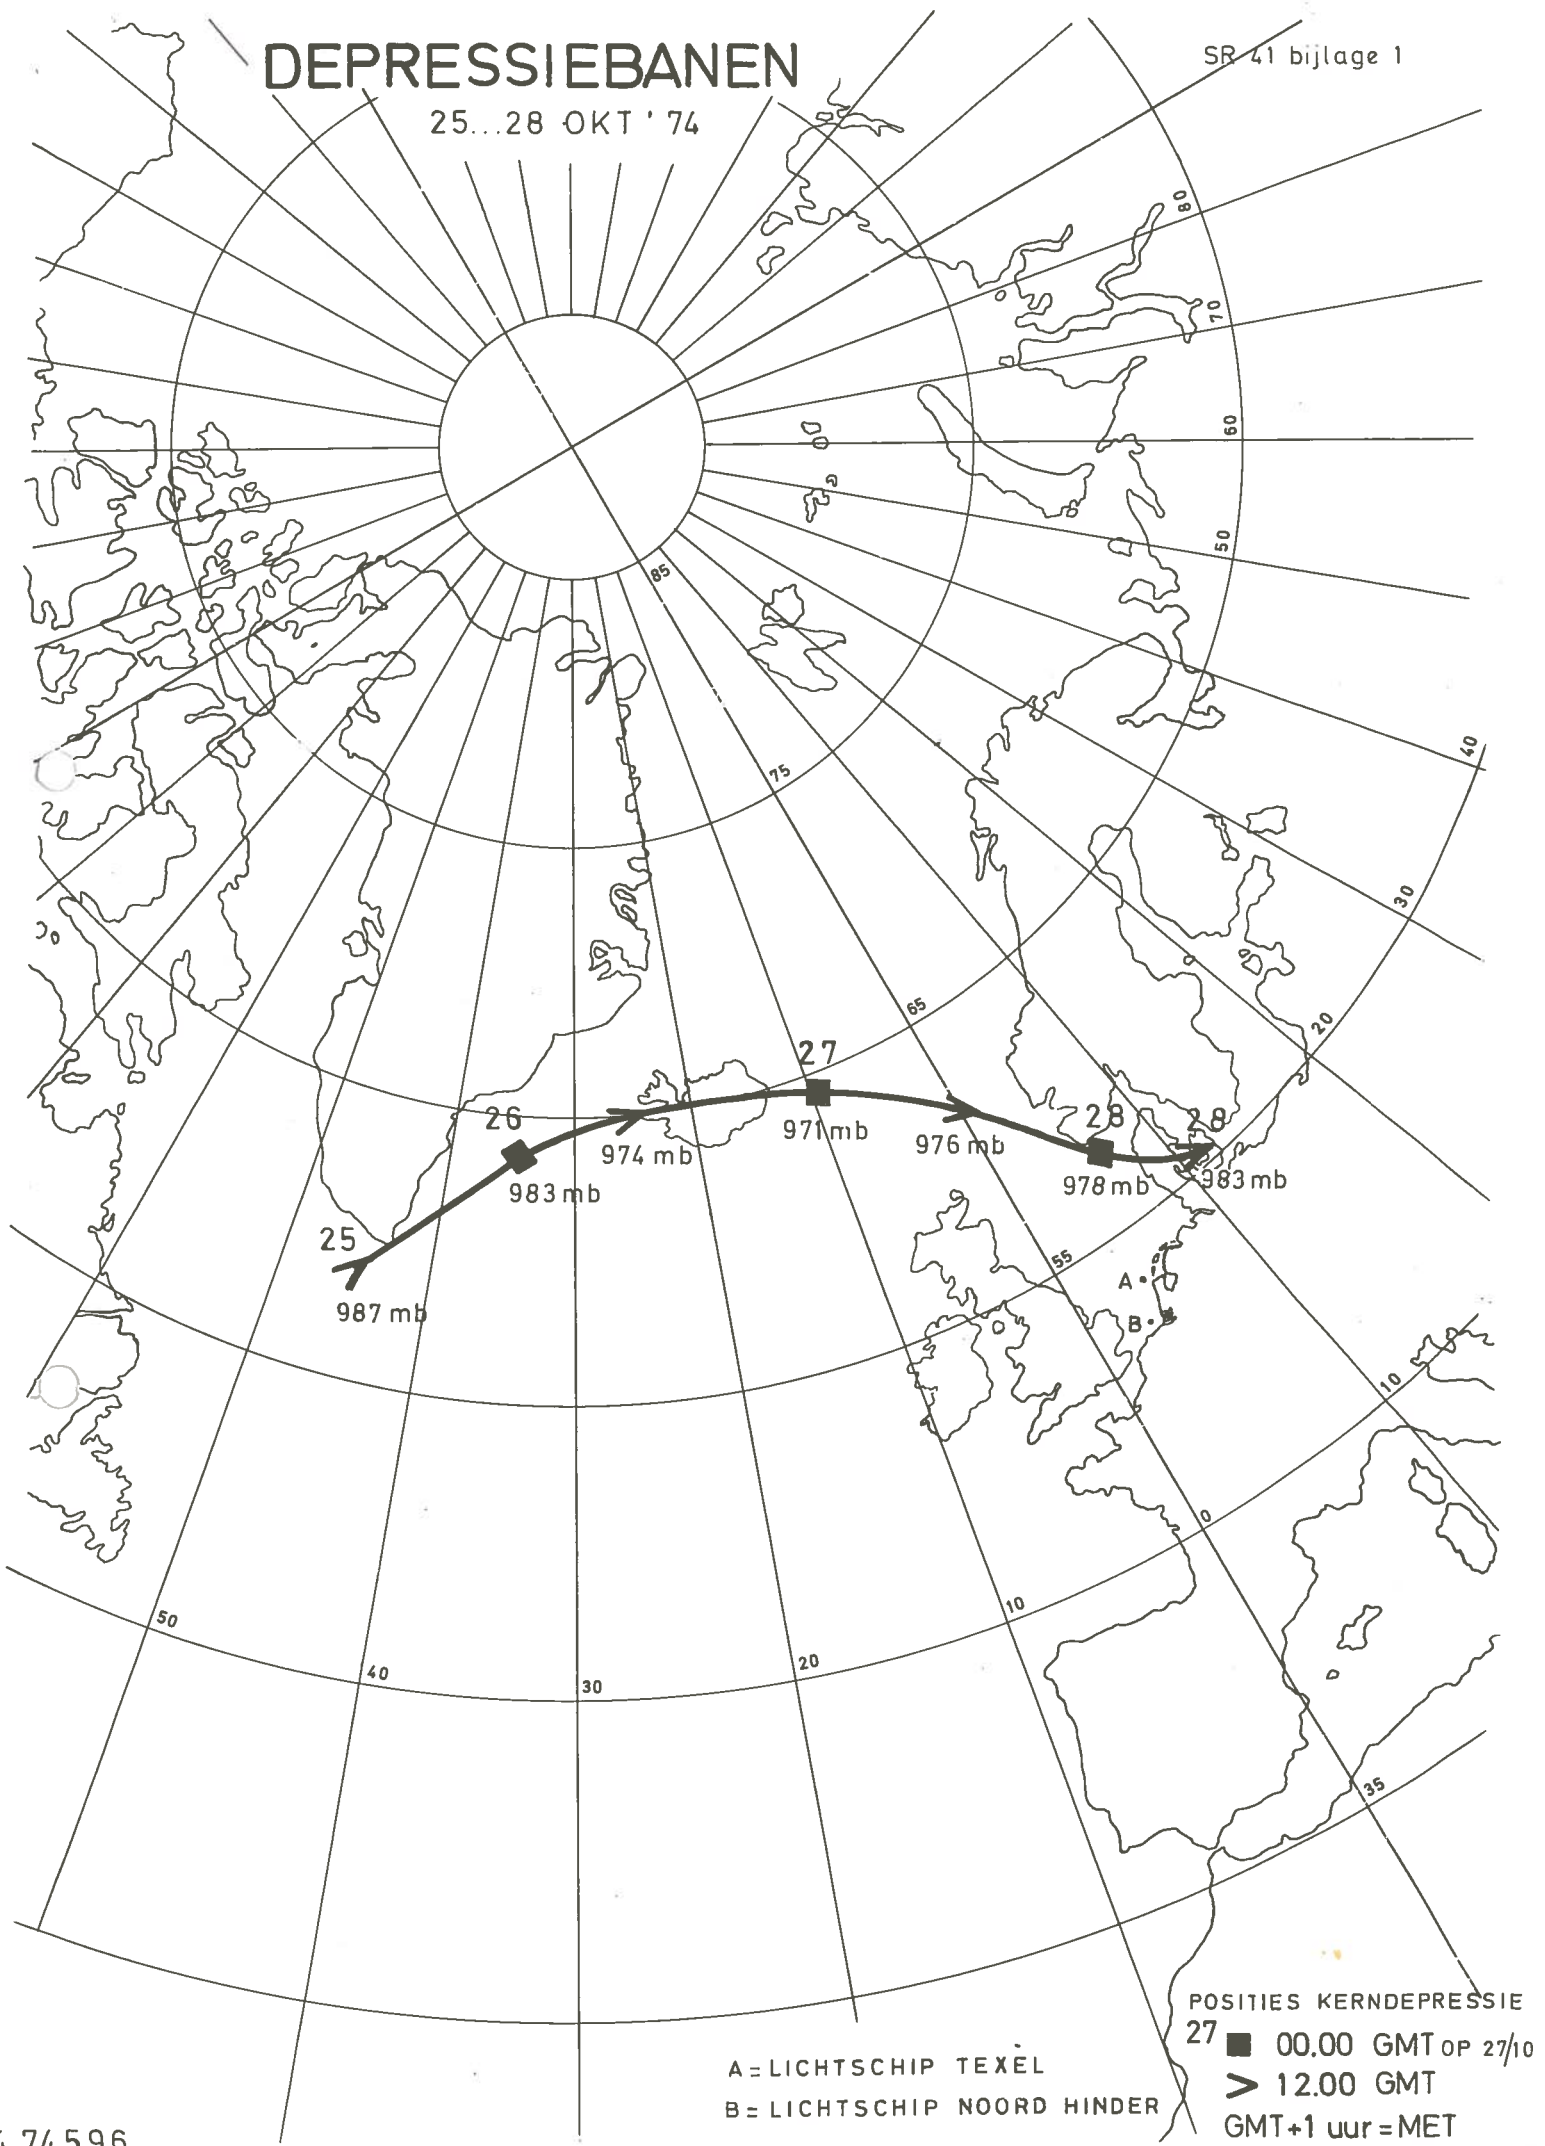 DEPRESSIEBANEN
SR 41 bijlage 1
25...28 OKT '74
80
70
60
50
85
40
75
30
65
20
27
26
28
28
971 mb
976 mb
974 mb
983 mb
978 mb
983 mb
25
55
A
987 mb
B
10
0
50
10
40
20
30
35
POSITIES KERNDEPRESSIE
27 ■ 00.00 GMT OP 27/10
A = LICHTSCHIP TEXEL
> 12.00 GMT
B = LICHTSCHIP NOORD HINDER
GMT+1 uur = MET
74.596